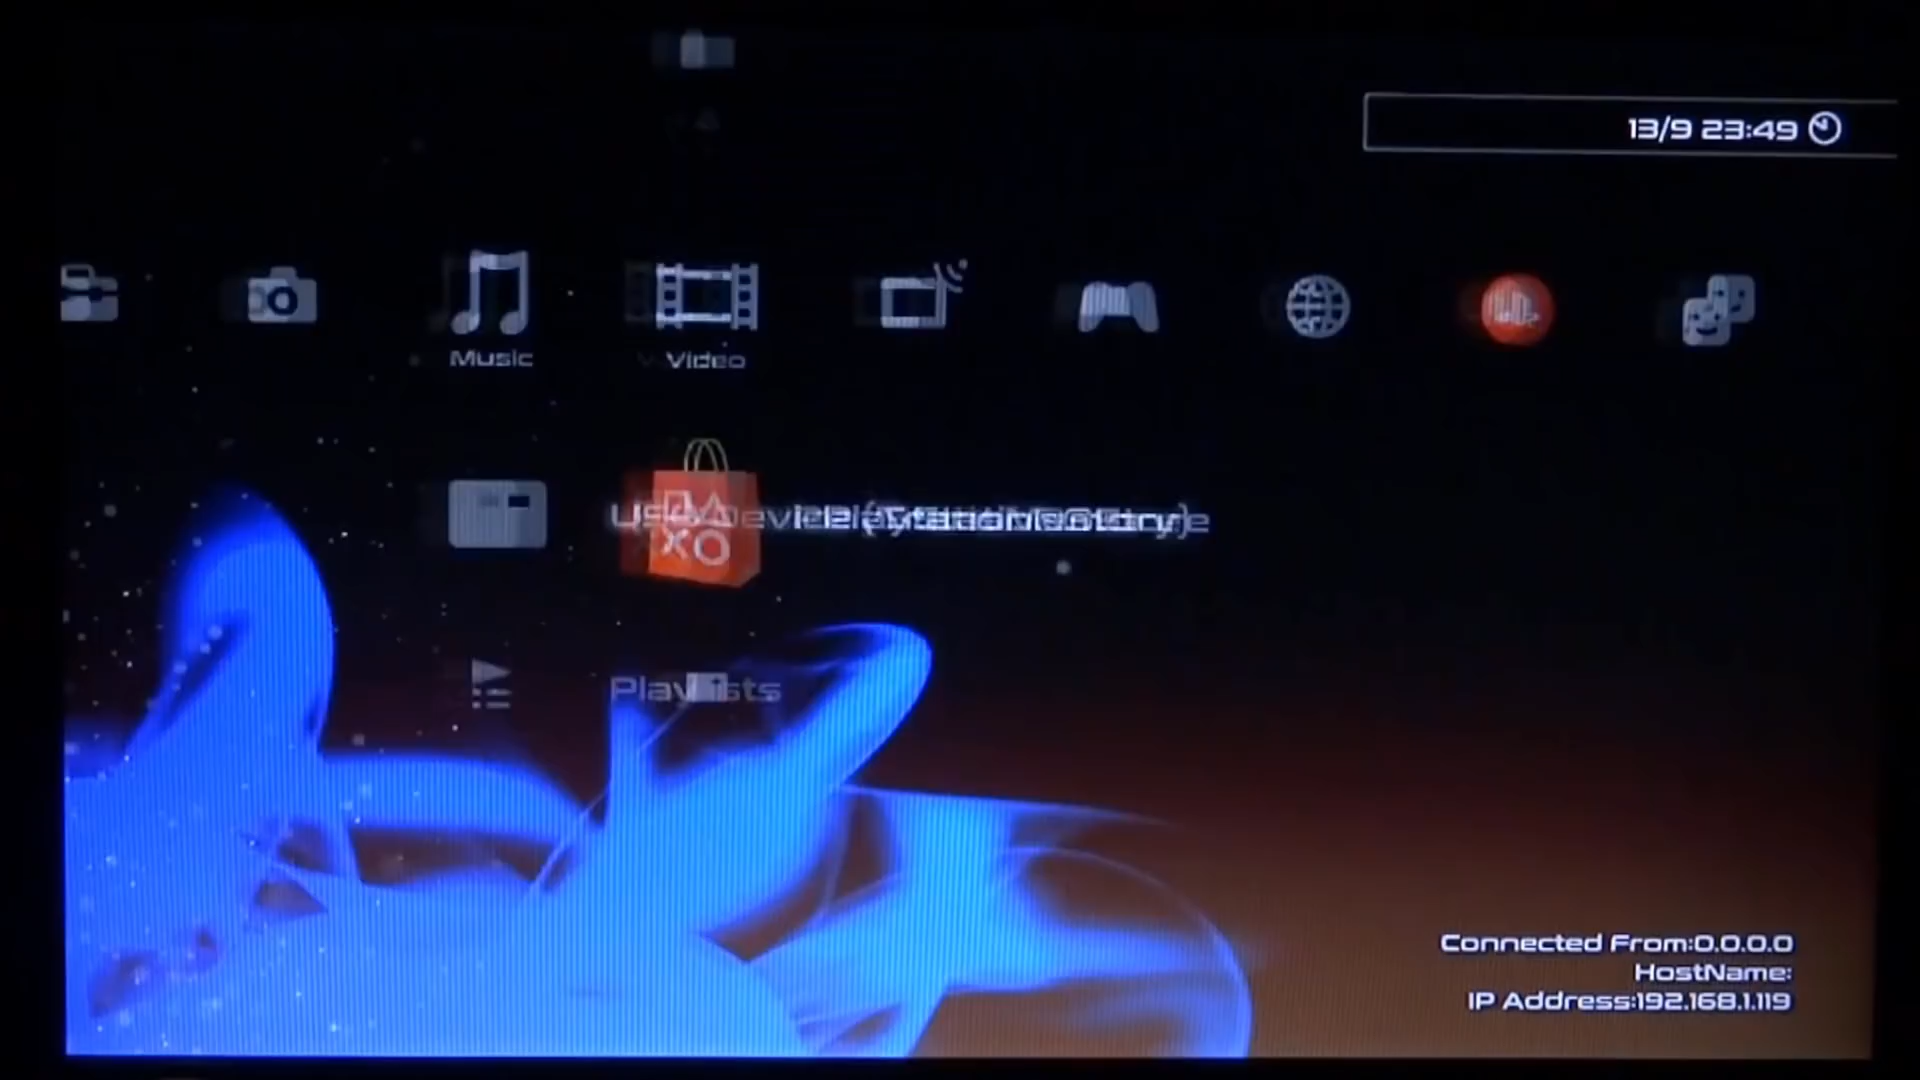 13/9 23:49
Music
Video
Playlists
Connected From:0.0.0.0
HostName:
IP Address:192.168.1.119